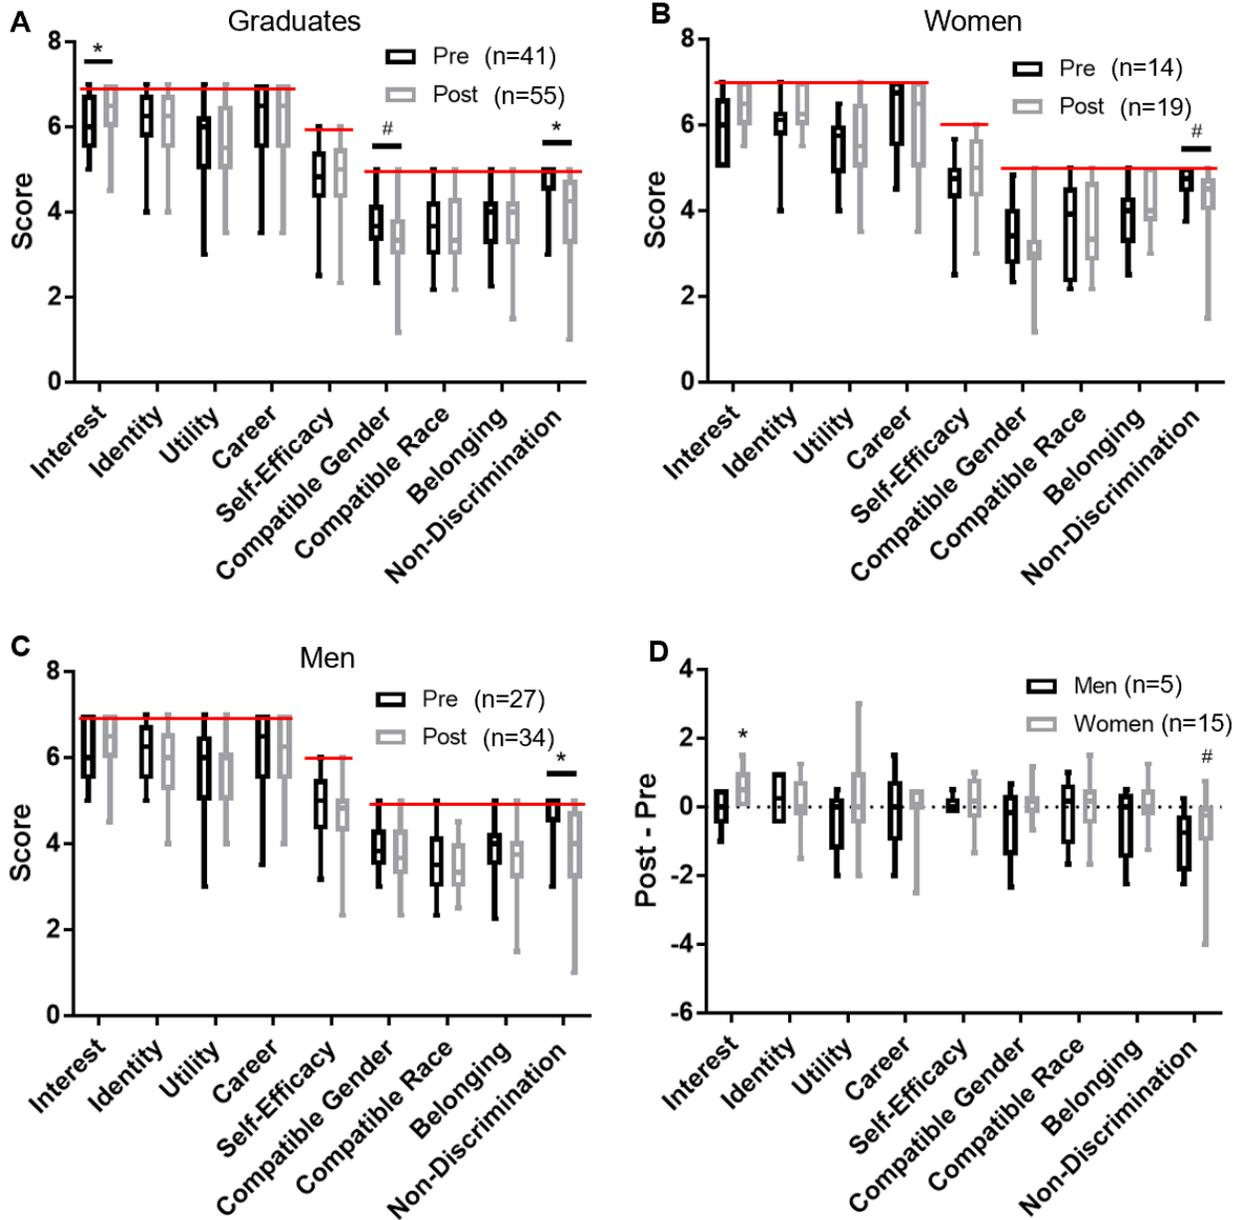 A
Graduates
8
6
4
2
0
Score
*
Pre (n=41)
Post (n=55)
#
*
Interest
Identity
Utility
Career
Self-Efficacy
Compatible Gender
Compatible Race
Belonging
Non-Discrimination
B
Women
8
6
4
2
0
Score
Pre (n=14)
Post (n=19)
#
Interest
Identity
Utility
Career
Self-Efficacy
Compatible Gender
Compatible Race
Belonging
Non-Discrimination
C
Men
8
6
4
2
0
Score
Pre (n=27)
Post (n=34)
*
Interest
Identity
Utility
Career
Self-Efficacy
Compatible Gender
Compatible Race
Belonging
Non-Discrimination
D
4
2
0
-2
-4
-6
Post - Pre
Men (n=5)
Women (n=15)
*
#
Interest
Identity
Utility
Career
Self-Efficacy
Compatible Gender
Compatible Race
Belonging
Non-Discrimination